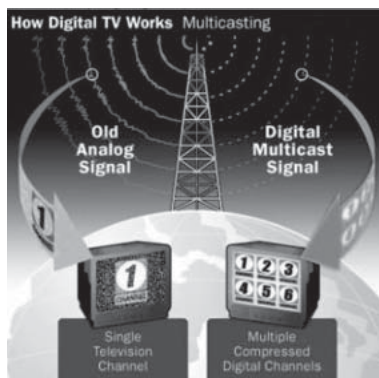 How Digital TV Works Multicasting
Old
Analog
Signal
Digital
Multicast
Signal
1
1
1 2 3
4 5 6
Single
Television
Channel
Multiple
Compressed
Digital Channels